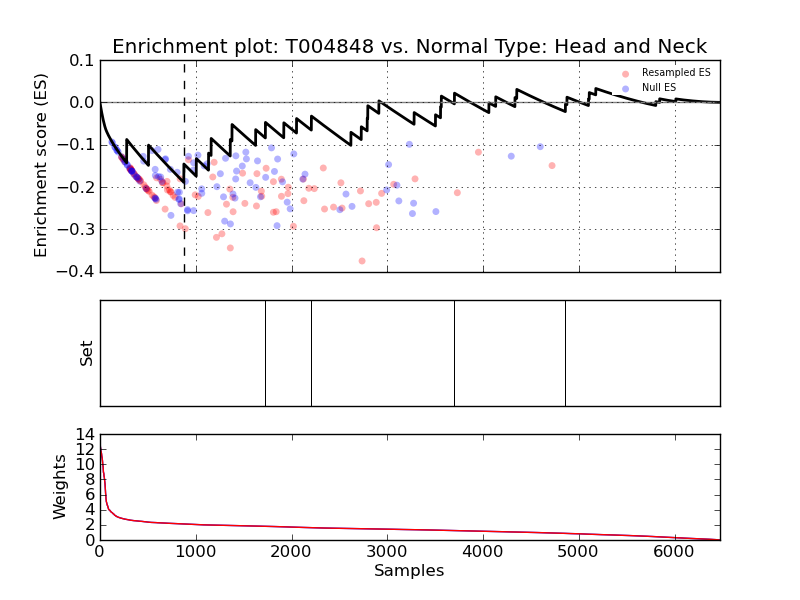 Enrichment plot: T004848 vs. Normal Type: Head and Neck
Enrichment score (ES)
0.1
0.0
−0.1
−0.2
−0.3
−0.4
Resampled ES
Null ES
Set
Weights
14
12
10
8
6
4
2
0
0 1000 2000 3000 4000 5000 6000
Samples